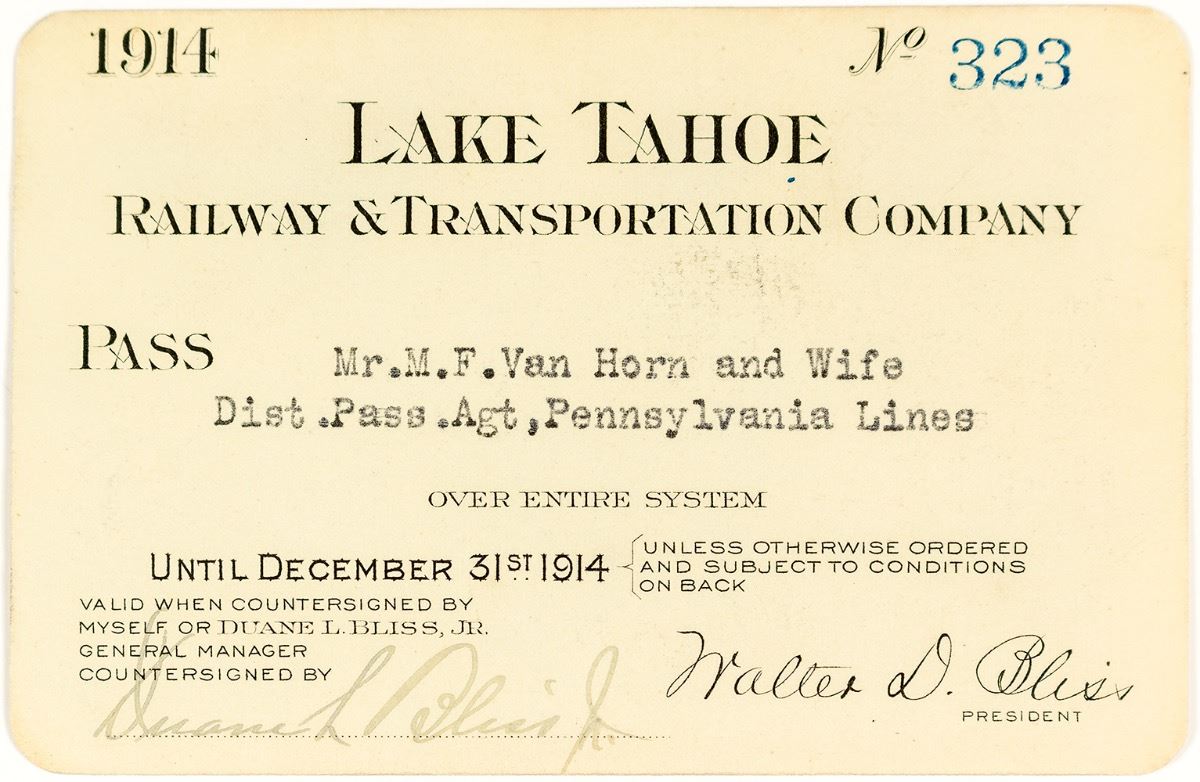 1914 Nº 323
LAKE TAHOE
RAILWAY & TRANSPORTATION COMPANY
PASS Mr.M.F.Van Horn and Wife
Dist.Pass.Agt,Pennsylvania Lines
OVER ENTIRE SYSTEM
UNTIL DECEMBER 31ST 1914 { UNLESS OTHERWISE ORDERED
AND SUBJECT TO CONDITIONS
ON BACK
VALID WHEN COUNTERSIGNED BY
MYSELF OR DUANE L. BLISS, JR.
GENERAL MANAGER
COUNTERSIGNED BY
Duane L Bliss Jr.
Walter D. Bliss
PRESIDENT